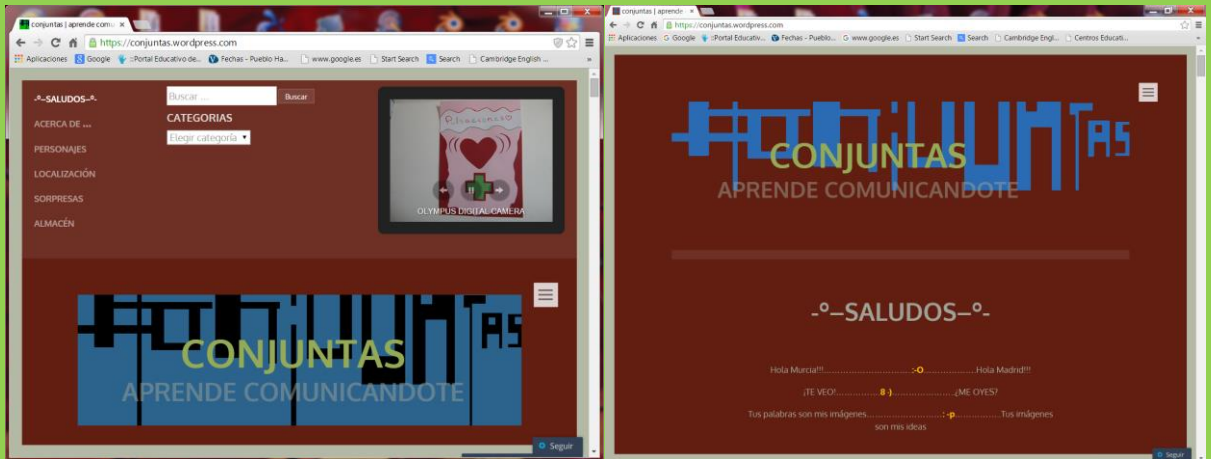 conjuntas | aprende comu
https://conjuntas.wordpress.com
Aplicaciones Google ::Portal Educativo de... Fechas - Pueblo Ha... www.google.es Start Search Search Cambridge English ...
-º–SALUDOS–º-
ACERCA DE ...
PERSONAJES
LOCALIZACIÓN
SORPRESAS
ALMACÉN
Buscar ...
Buscar
CATEGORIAS
Elegir categoría
OLYMPUS DIGITAL CAMERA
CONJUNTAS
CONJUNTAS
APRENDE COMUNICANDOTE
Seguir
conjuntas | aprende
https://conjuntas.wordpress.com
Aplicaciones Google ::Portal Educativ... Fechas - Pueblo... www.google.es Start Search Search Cambridge Engl... Centros Educati...
CONJUNTAS
CONJUNTAS
APRENDE COMUNICANDOTE
-º–SALUDOS–º-
Hola Murcia!!!...............................:-O...................Hola Madrid!!!
¡TE VEO!................8-)......................¿ME OYES?
Tus palabras son mis imágenes...........................: -p................Tus imágenes
son mis ideas
Seguir